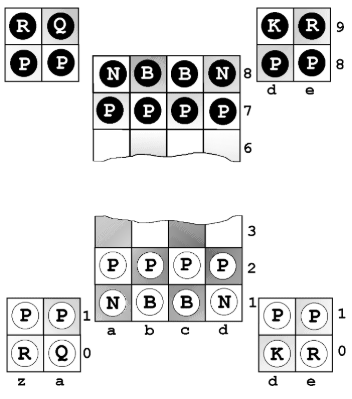 R Q K R 9
P P P P 8
d e
N B B N 8
P P P P 7
6
3
P P P P 2
N B B N 1
a b c d
P P 1 P P 1
R Q 0 K R 0
z a d e